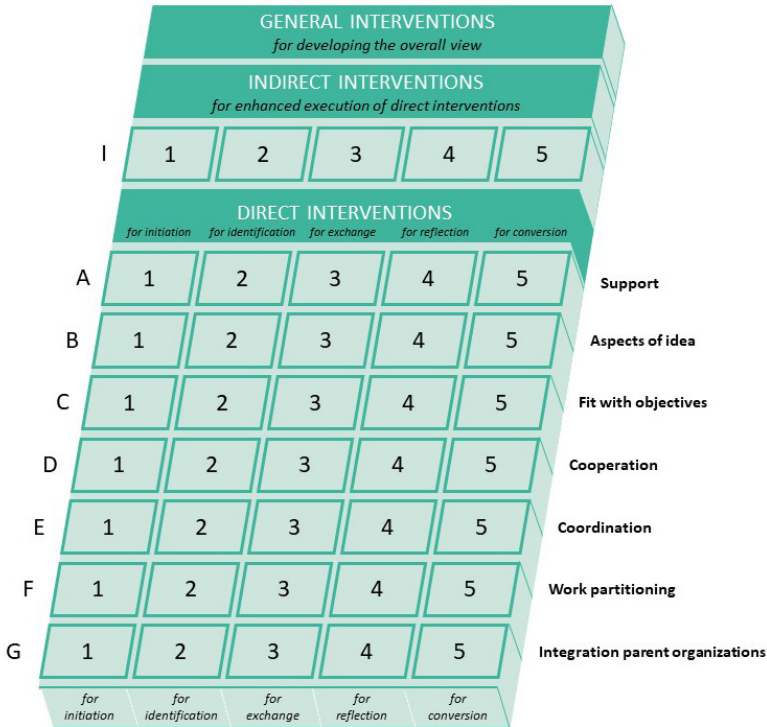 GENERAL INTERVENTIONS
for developing the overall view
INDIRECT INTERVENTIONS
for enhanced execution of direct interventions
I 1 2 3 4 5
DIRECT INTERVENTIONS
for initiation for identification for exchange for reflection for conversion
A 1 2 3 4 5 Support
B 1 2 3 4 5 Aspects of idea
C 1 2 3 4 5 Fit with objectives
D 1 2 3 4 5 Cooperation
E 1 2 3 4 5 Coordination
F 1 2 3 4 5 Work partitioning
G 1 2 3 4 5 Integration parent organizations
for for for for for
initiation identification exchange reflection conversion